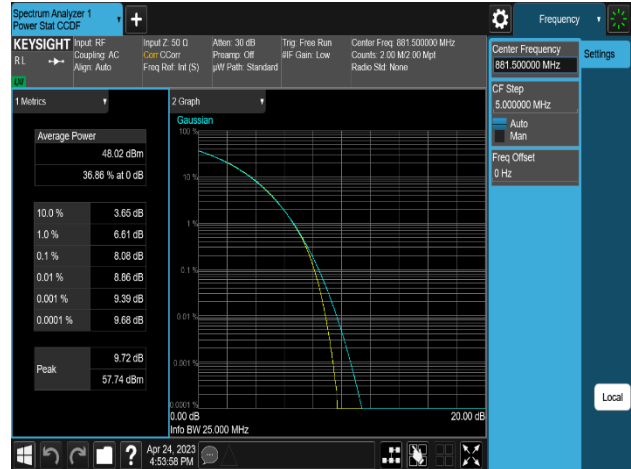 Spectrum Analyzer 1
Power Stat CCDF
Frequency
KEYSIGHT
Input: RF
Coupling: AC
Align: Auto
Input Z: 50 Ω
Corr CCorr
Freq Ref: Int (S)
Atten: 30 dB
Preamp: Off
µW Path: Standard
Trig: Free Run
#IF Gain: Low
Center Freq: 881.500000 MHz
Counts: 2.00 M/2.00 Mpt
Radio Std: None
RL
LXI
1 Metrics
2 Graph
Gaussian
Average Power
48.02 dBm
36.86 % at 0 dB
10.0 % 3.65 dB
1.0 % 6.61 dB
0.1 % 8.08 dB
0.01 % 8.86 dB
0.001 % 9.39 dB
0.0001 % 9.68 dB
Peak
9.72 dB
57.74 dBm
100 %
10 %
1 %
0.1 %
0.01 %
0.001 %
0.0001 %
0.00 dB
20.00 dB
Info BW 25.000 MHz
Center Frequency
881.500000 MHz
Settings
CF Step
5.000000 MHz
Auto
Man
Freq Offset
0 Hz
Local
?
Apr 24, 2023
4:53:58 PM